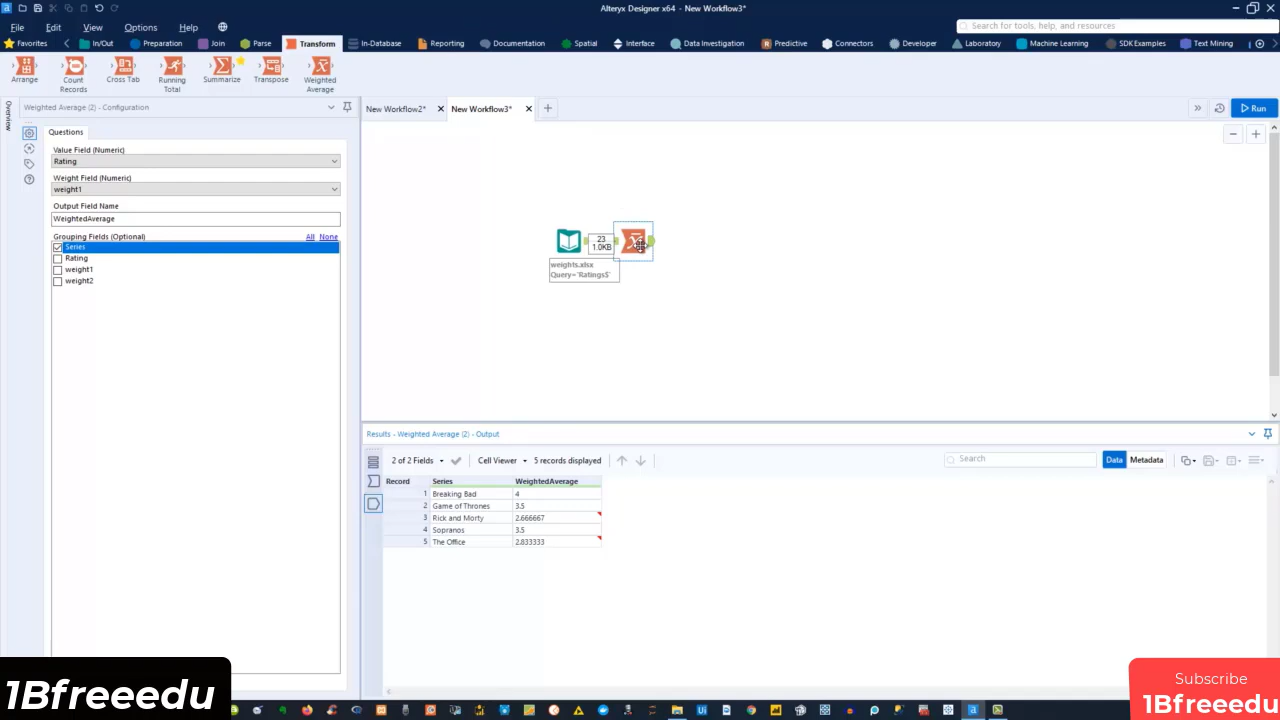 Alteryx Designer x64 - New Workflow3*
File Edit View Options Help
Search for tools, help, and resources
Favorites In/Out Preparation Join Parse Transform In-Database Reporting Documentation Spatial Interface Data Investigation Predictive Connectors Developer Laboratory Machine Learning SDK Examples Text Mining
Arrange Count Records Cross Tab Running Total Summarize Transpose Weighted Average
Overview
Weighted Average (2) - Configuration
New Workflow2* New Workflow3*
Run
Questions
Value Field (Numeric)
Rating
Weight Field (Numeric)
weight1
Output Field Name
WeightedAverage
Grouping Fields (Optional) All None
Series
Rating
weight1
weight2
23
1.0KB
weights.xlsx
Query=`Ratings$`
Results - Weighted Average (2) - Output
2 of 2 Fields Cell Viewer 5 records displayed Search Data Metadata
Record Series WeightedAverage
1 Breaking Bad 4
2 Game of Thrones 3.5
3 Rick and Morty 2.666667
4 Sopranos 3.5
5 The Office 2.833333
1Bfreeedu
Subscribe
1Bfreeedu